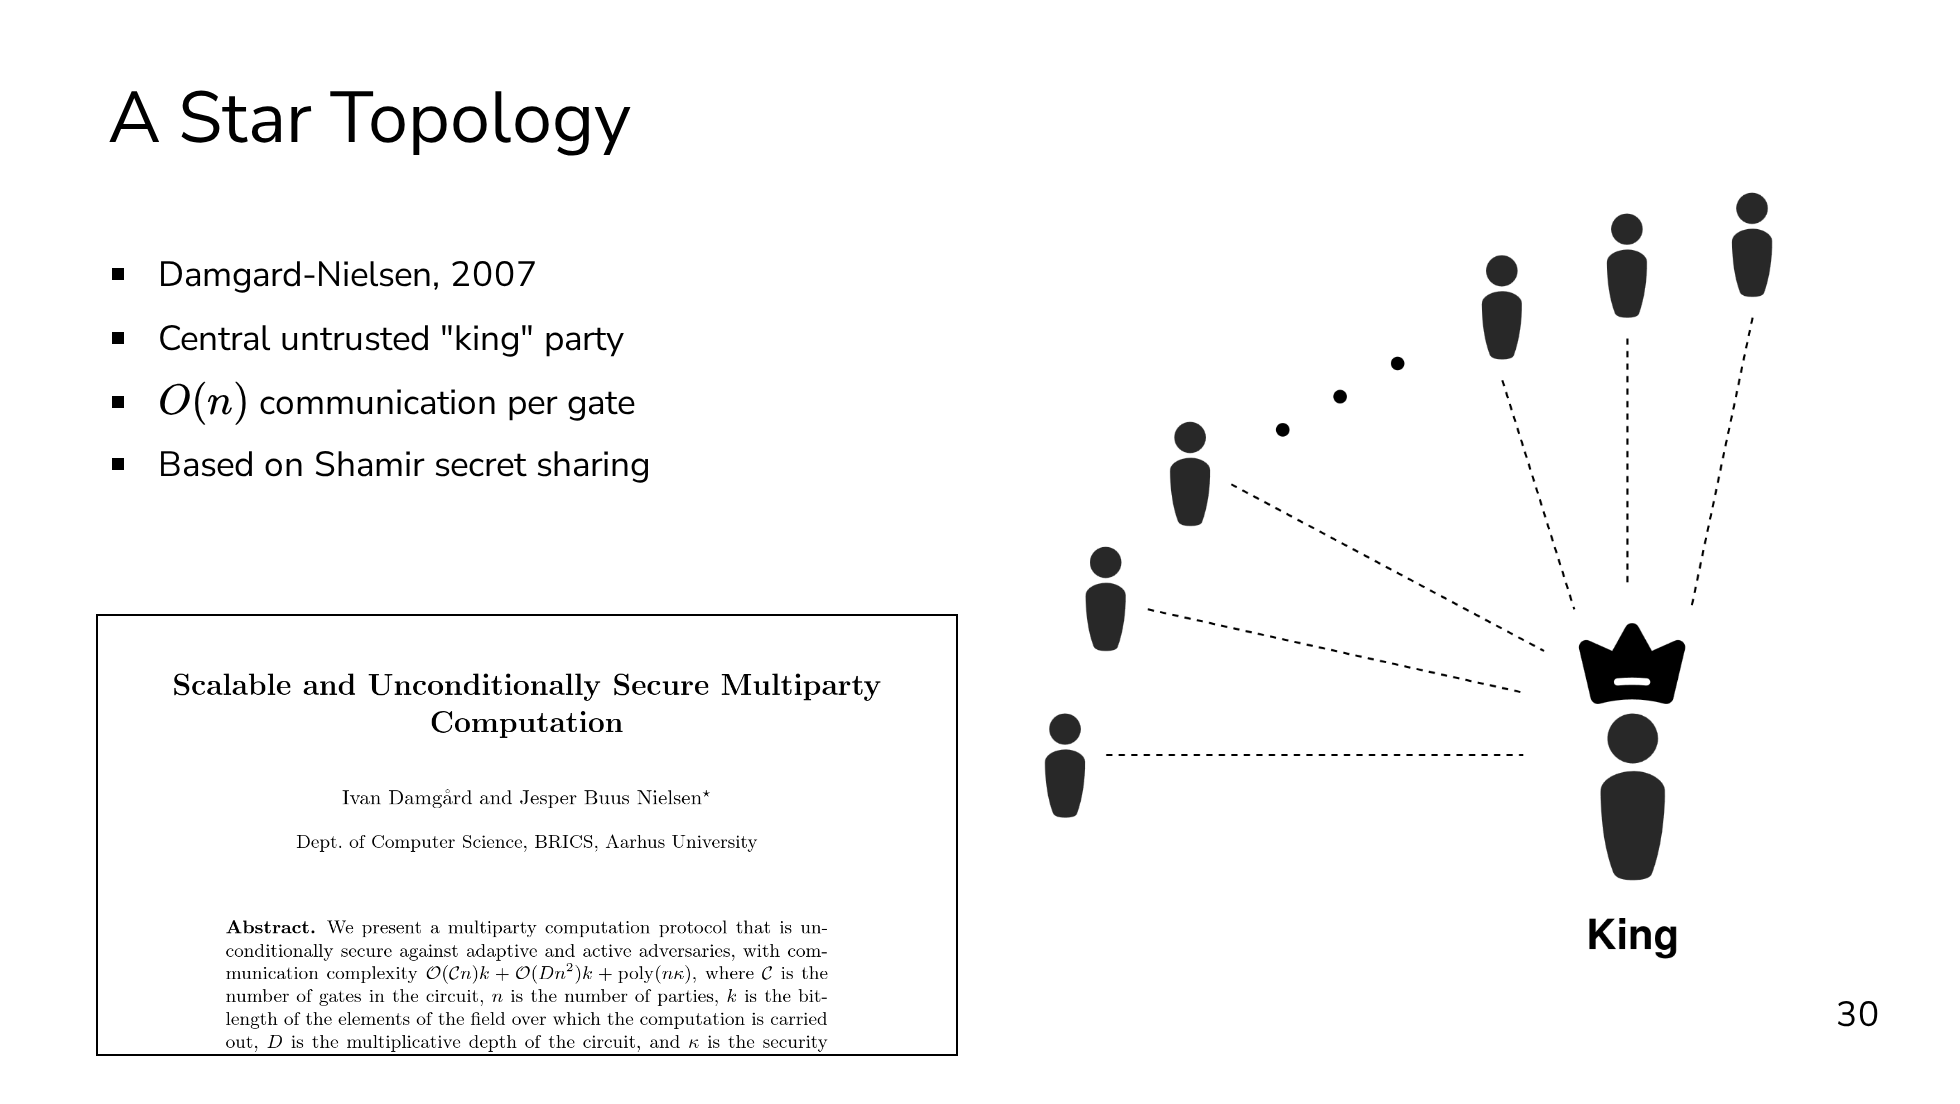 A Star Topology
Damgard-Nielsen, 2007
Central untrusted "king" party
O(n) communication per gate
Based on Shamir secret sharing
Scalable and Unconditionally Secure Multiparty
Computation
Ivan Damgård and Jesper Buus Nielsen⋆
Dept. of Computer Science, BRICS, Aarhus University
Abstract. We present a multiparty computation protocol that is un-
conditionally secure against adaptive and active adversaries, with com-
munication complexity 𝒪(𝒞n)k + 𝒪(Dn²)k + poly(nκ), where 𝒞 is the
number of gates in the circuit, n is the number of parties, k is the bit-
length of the elements of the field over which the computation is carried
out, D is the multiplicative depth of the circuit, and κ is the security
King
30